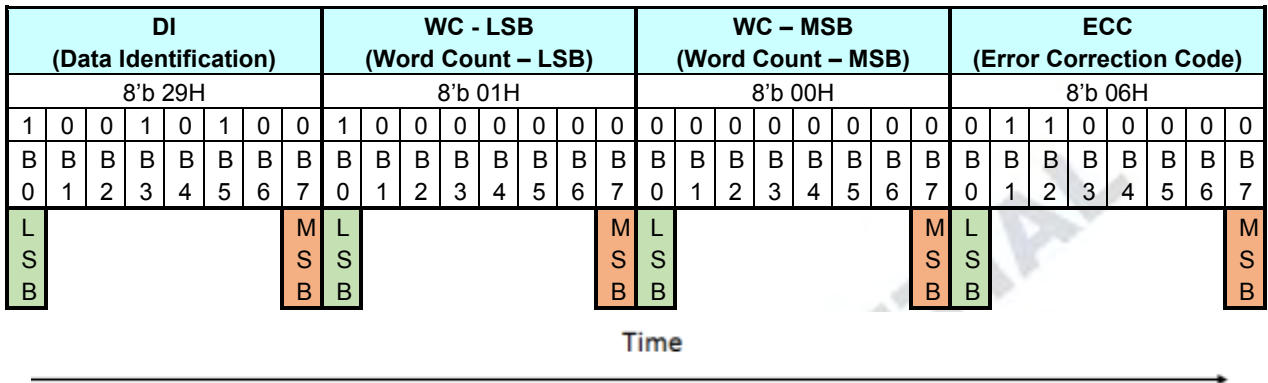 DI WC - LSB WC – MSB ECC
(Data Identification) (Word Count – LSB) (Word Count – MSB) (Error Correction Code)
8’b 29H 8’b 01H 8’b 00H 8’b 06H
1 0 0 1 0 1 0 0 1 0 0 0 0 0 0 0 0 0 0 0 0 0 0 0 0 1 1 0 0 0 0 0
B B B B B B B B B B B B B B B B B B B B B B B B B B B B B B B B
0 1 2 3 4 5 6 7 0 1 2 3 4 5 6 7 0 1 2 3 4 5 6 7 0 1 2 3 4 5 6 7
L M L M L M L M
S S S S S S S S
B B B B B B B B
Time